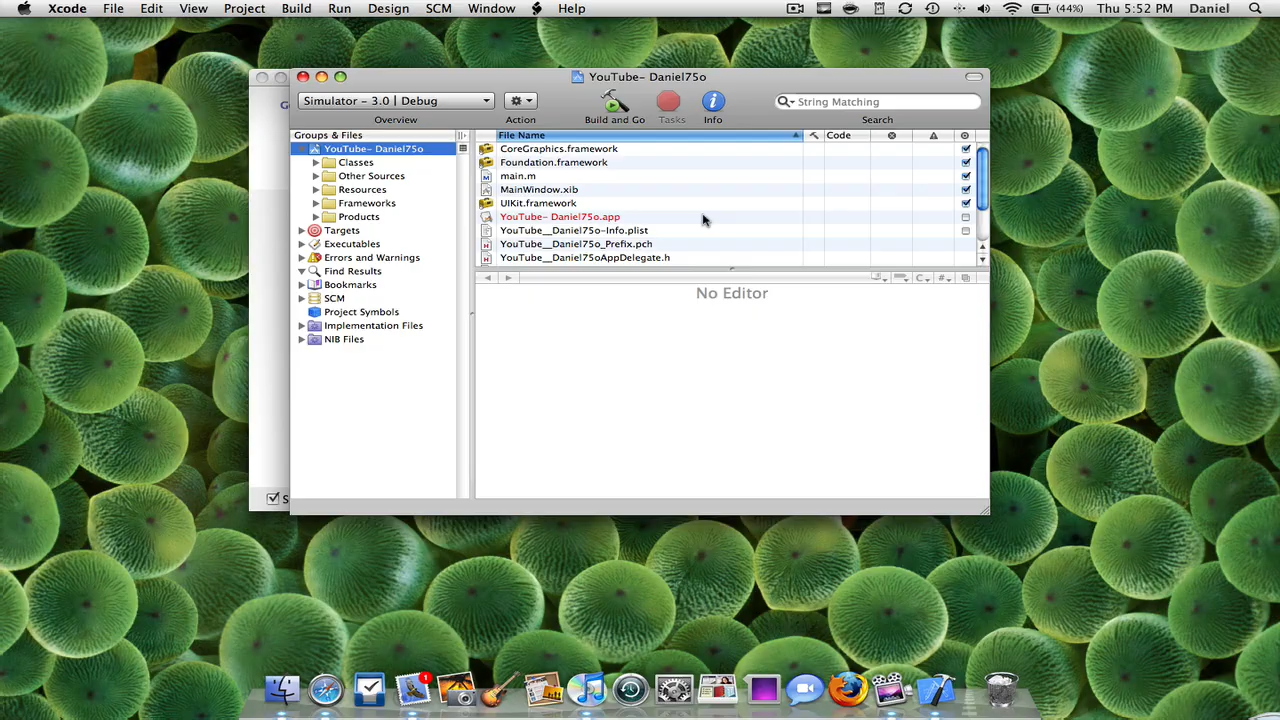 Xcode File Edit View Project Build Run Design SCM Window Help (44%) Thu 5:52 PM Daniel
YouTube- Daniel75o
Simulator - 3.0 | Debug
String Matching
Overview Action Build and Go Tasks Info Search
Groups & Files File Name Code
YouTube- Daniel75o
Classes
Other Sources
Resources
Frameworks
Products
Targets
Executables
Errors and Warnings
Find Results
Bookmarks
SCM
Project Symbols
Implementation Files
NIB Files
CoreGraphics.framework
Foundation.framework
main.m
MainWindow.xib
UIKit.framework
YouTube- Daniel75o.app
YouTube__Daniel75o-Info.plist
YouTube__Daniel75o_Prefix.pch
YouTube__Daniel75oAppDelegate.h
C #
No Editor
G
S
1